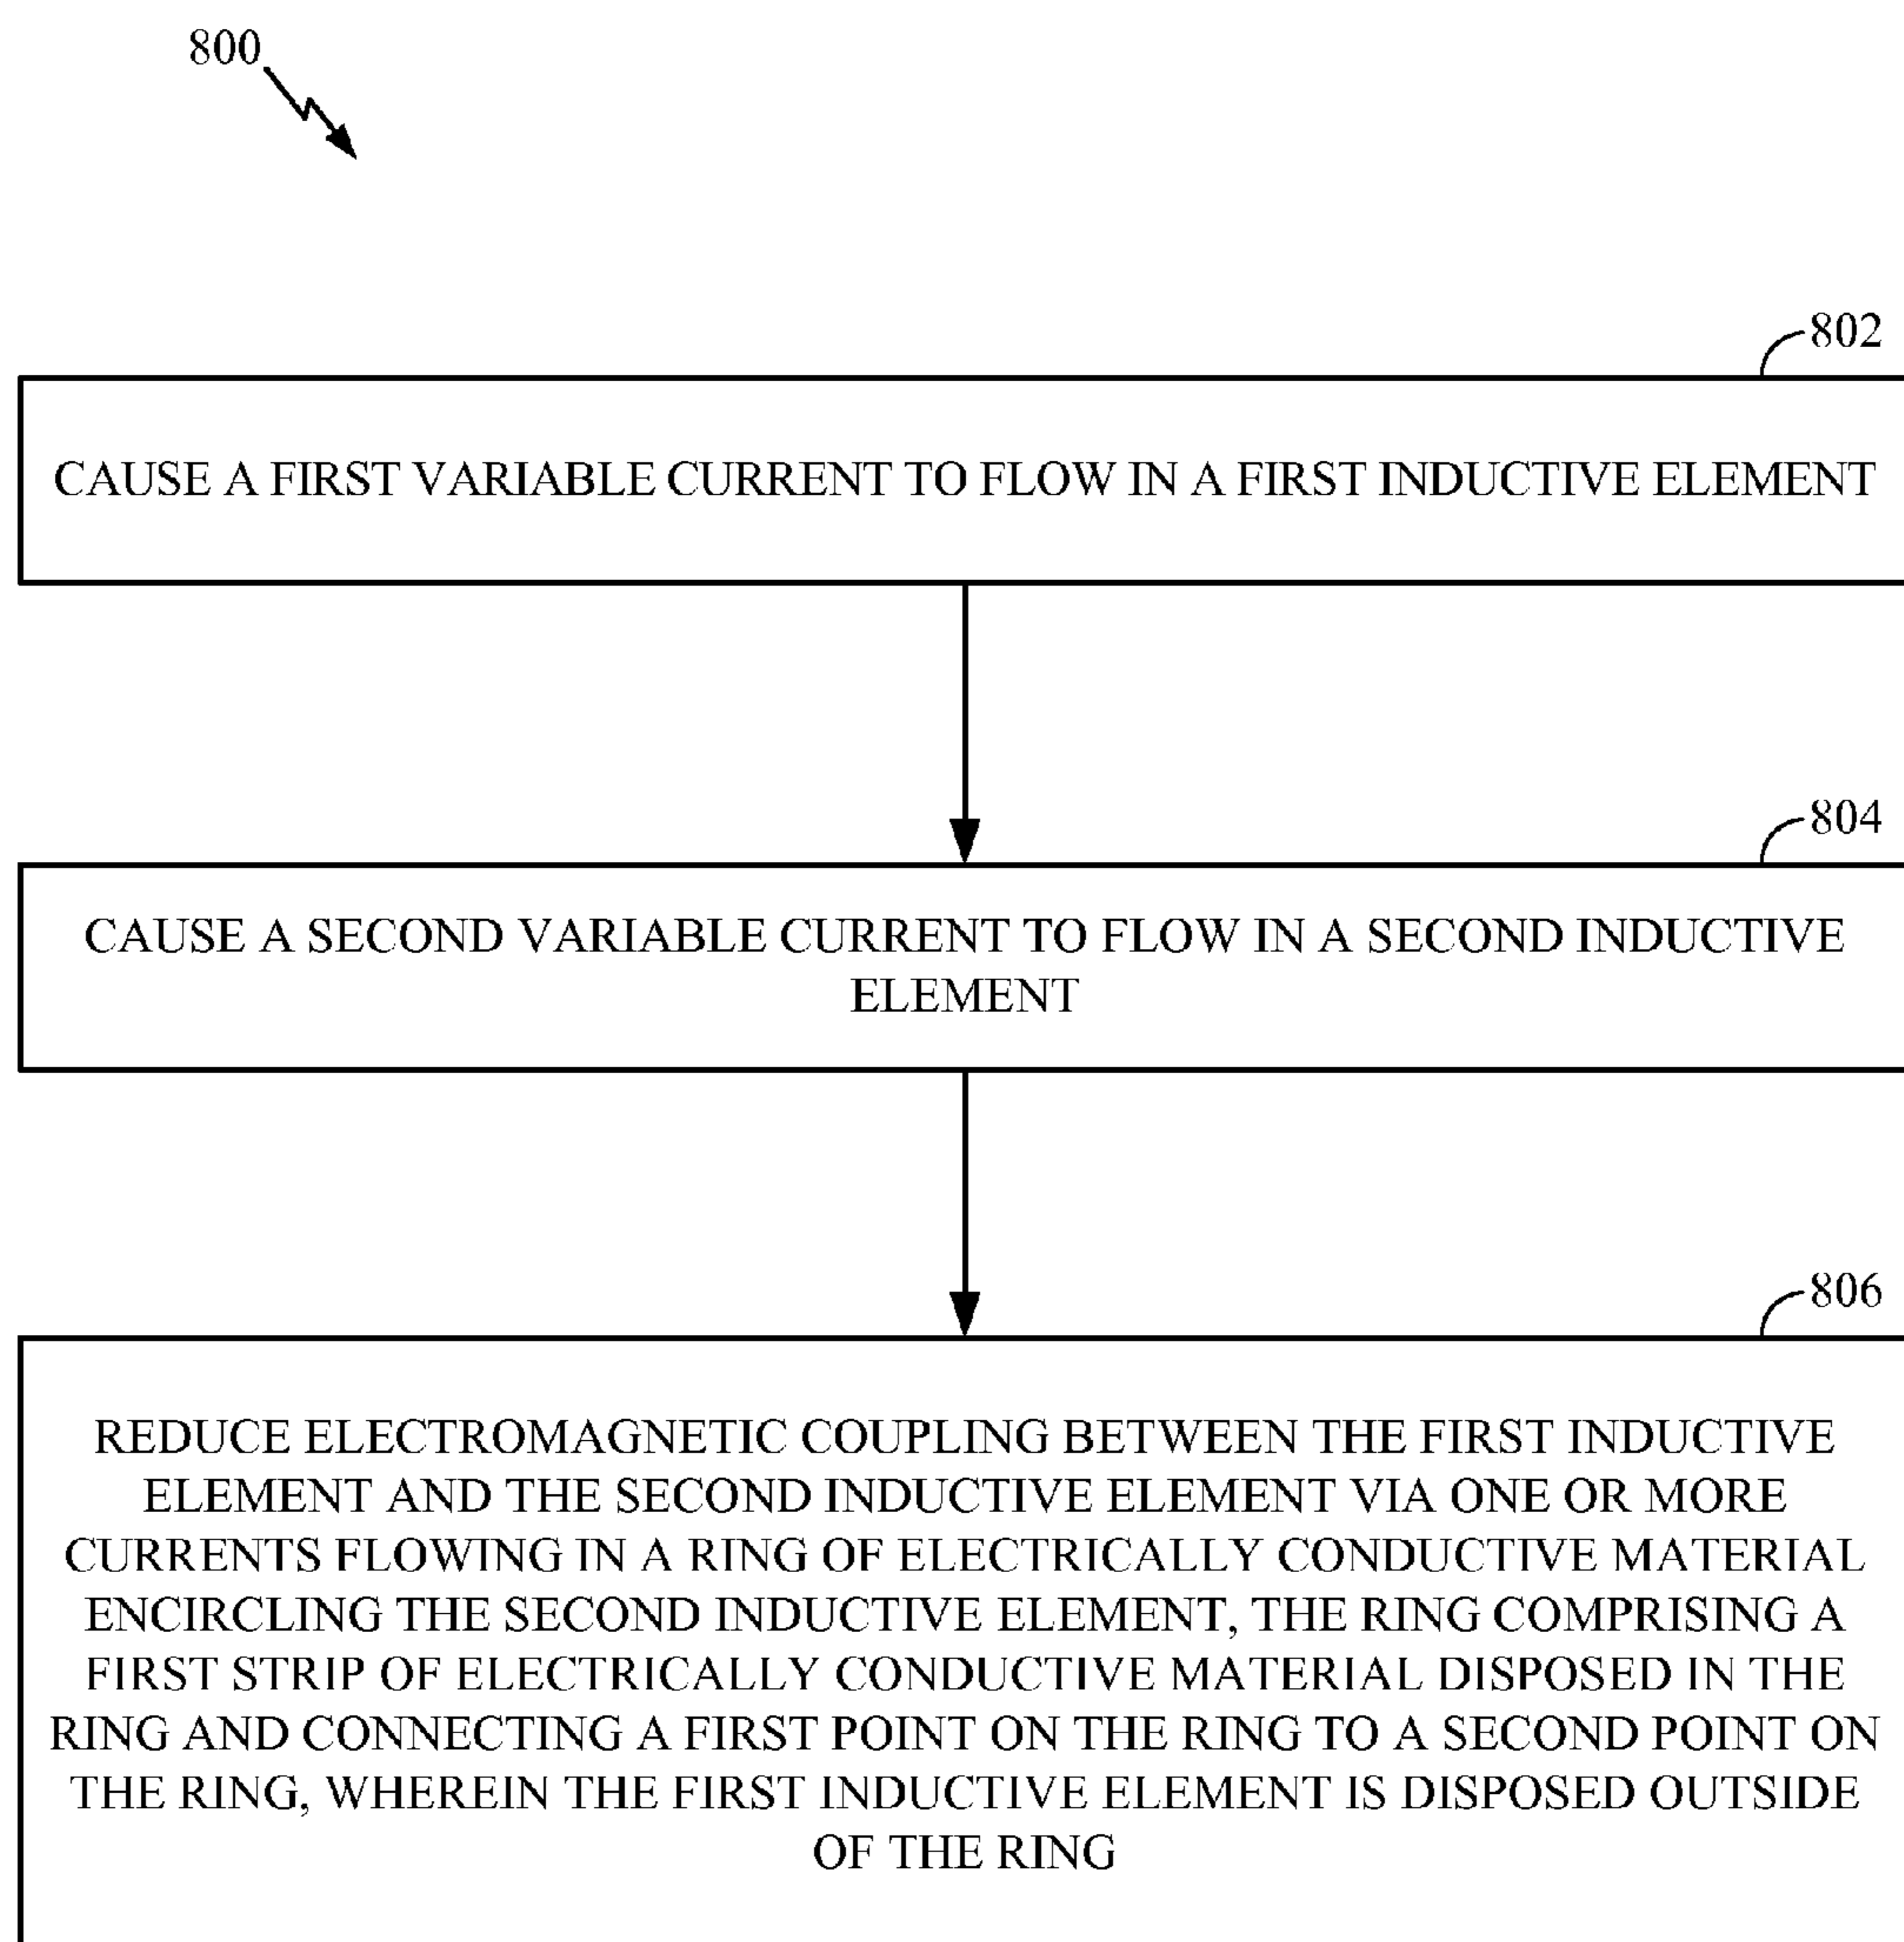 800
802
CAUSE A FIRST VARIABLE CURRENT TO FLOW IN A FIRST INDUCTIVE ELEMENT
804
CAUSE A SECOND VARIABLE CURRENT TO FLOW IN A SECOND INDUCTIVE
ELEMENT
806
REDUCE ELECTROMAGNETIC COUPLING BETWEEN THE FIRST INDUCTIVE
ELEMENT AND THE SECOND INDUCTIVE ELEMENT VIA ONE OR MORE
CURRENTS FLOWING IN A RING OF ELECTRICALLY CONDUCTIVE MATERIAL
ENCIRCLING THE SECOND INDUCTIVE ELEMENT, THE RING COMPRISING A
FIRST STRIP OF ELECTRICALLY CONDUCTIVE MATERIAL DISPOSED IN THE
RING AND CONNECTING A FIRST POINT ON THE RING TO A SECOND POINT ON
THE RING, WHEREIN THE FIRST INDUCTIVE ELEMENT IS DISPOSED OUTSIDE
OF THE RING